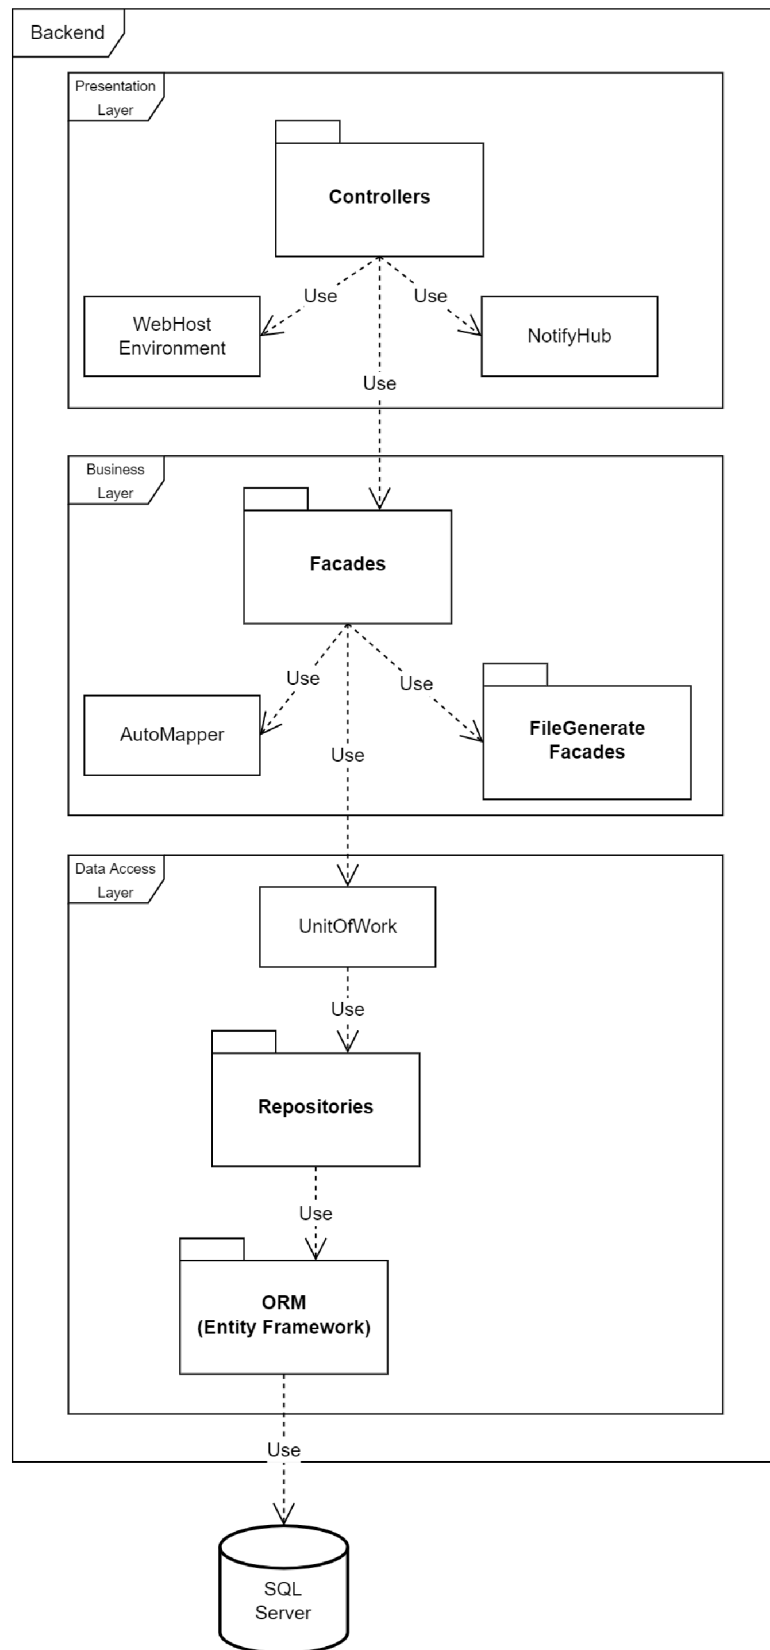 Backend
Presentation
Layer
Controllers
Use
Use
WebHost
Environment
NotifyHub
Use
Business
Layer
Facades
Use
Use
AutoMapper
FileGenerate
Facades
Use
Data Access
Layer
UnitOfWork
Use
Repositories
Use
ORM
(Entity Framework)
Use
SQL
Server